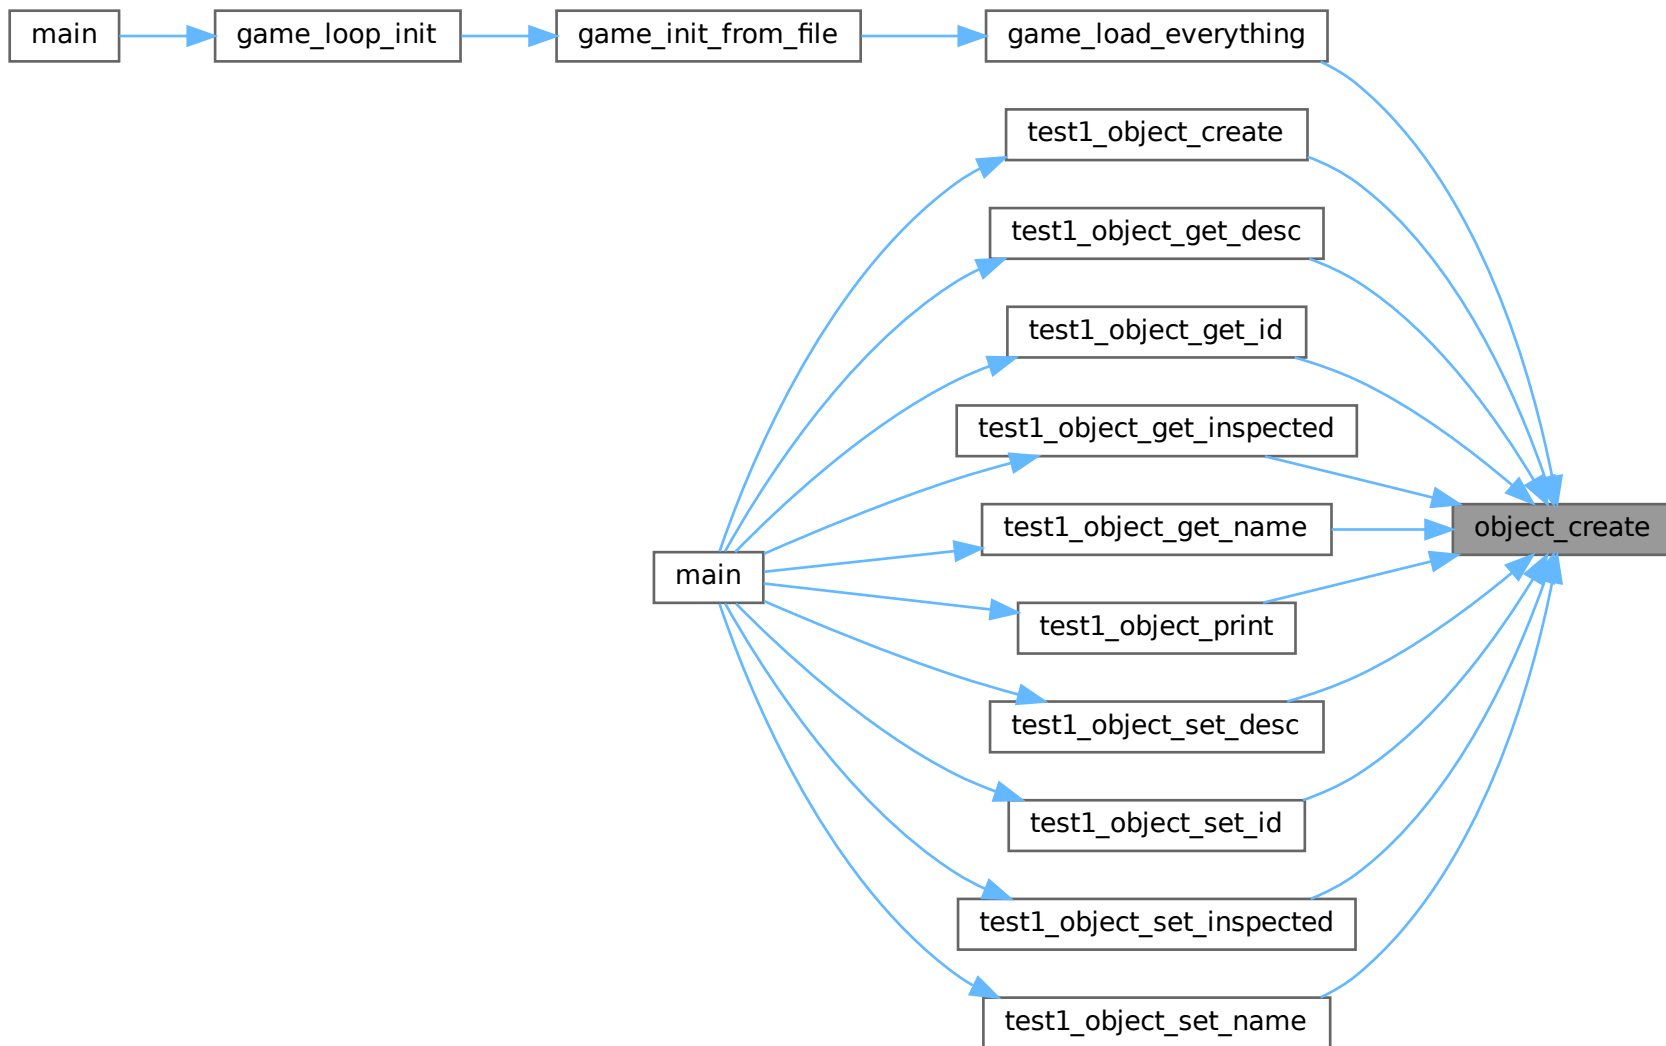 main
game_loop_init
game_init_from_file
game_load_everything
test1_object_create
test1_object_get_desc
test1_object_get_id
test1_object_get_inspected
test1_object_get_name
object_create
main
test1_object_print
test1_object_set_desc
test1_object_set_id
test1_object_set_inspected
test1_object_set_name